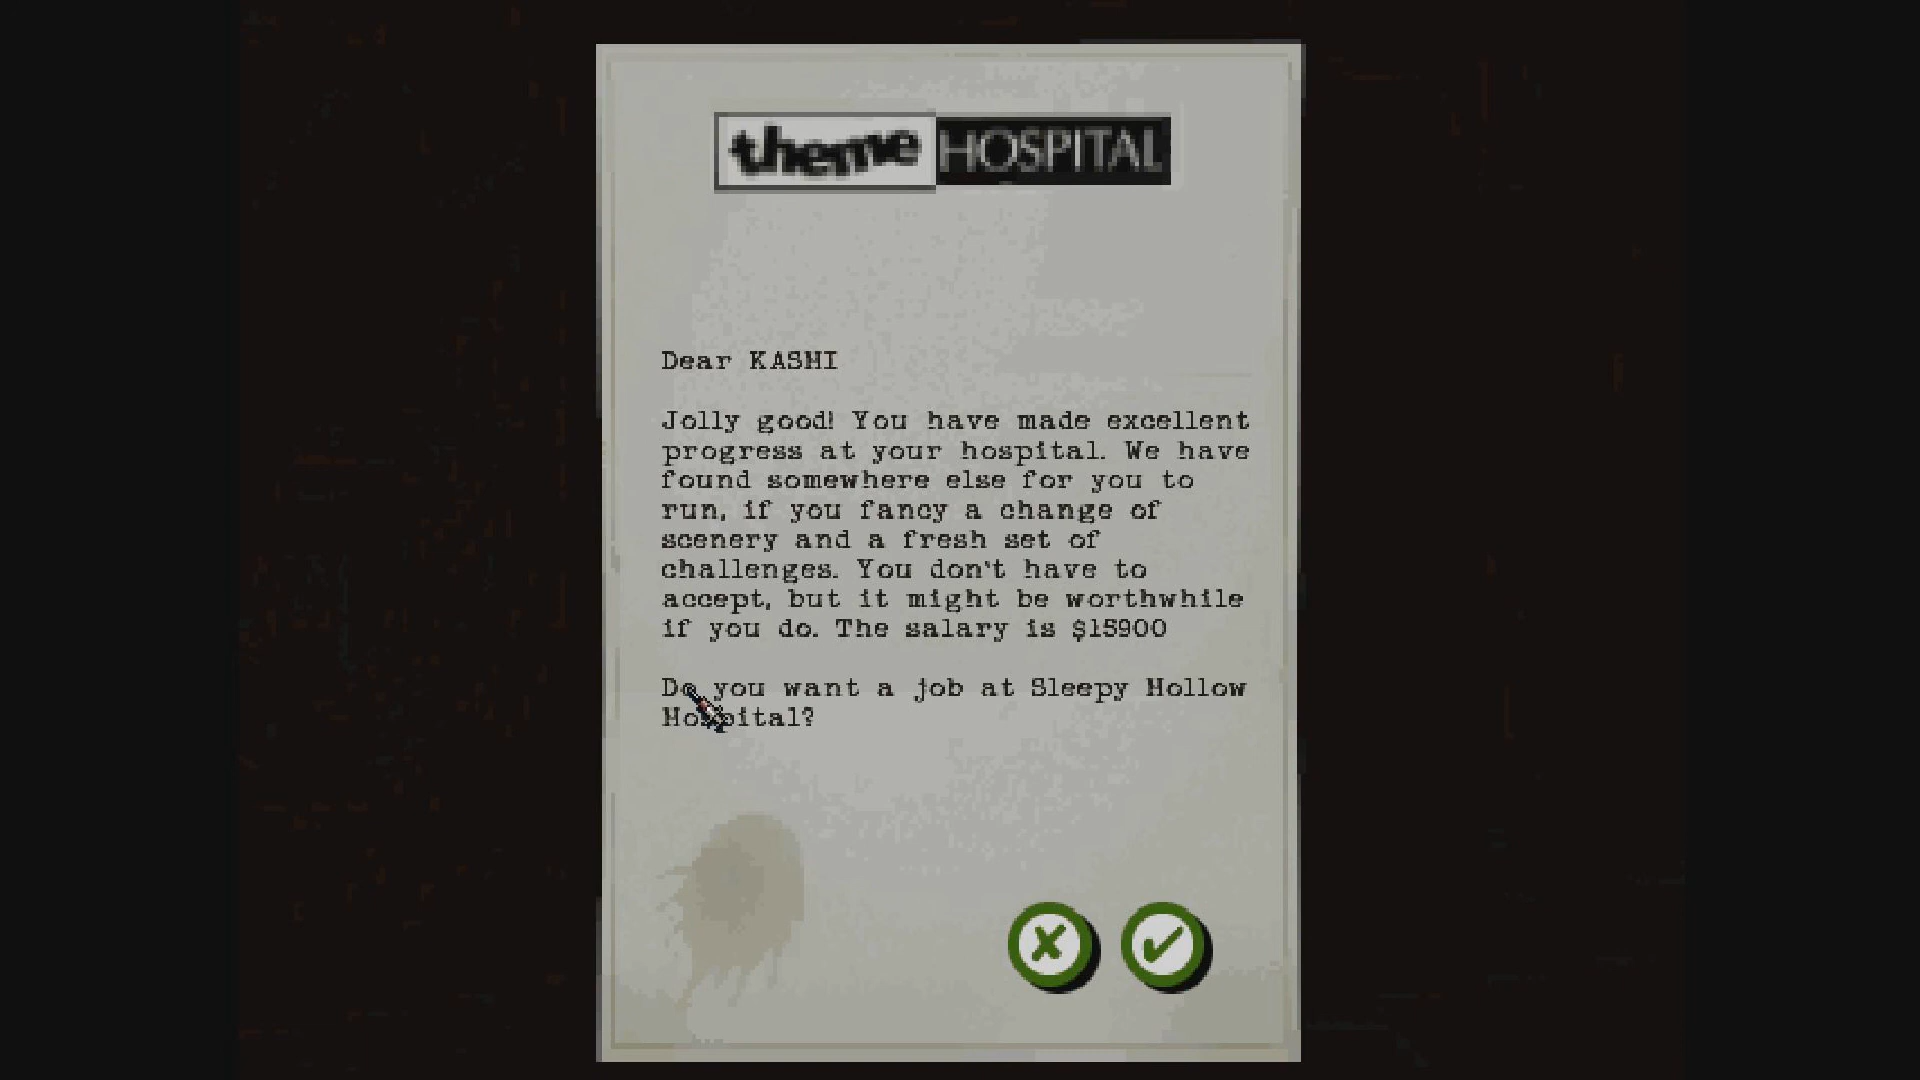 theme HOSPITAL
Dear KASHI
Jolly good! You have made excellent
progress at your hospital. We have
found somewhere else for you to
run, if you fancy a change of
scenery and a fresh set of
challenges. You don't have to
accept, but it might be worthwhile
if you do. The salary is $15900
Do you want a job at Sleepy Hollow
Hospital?